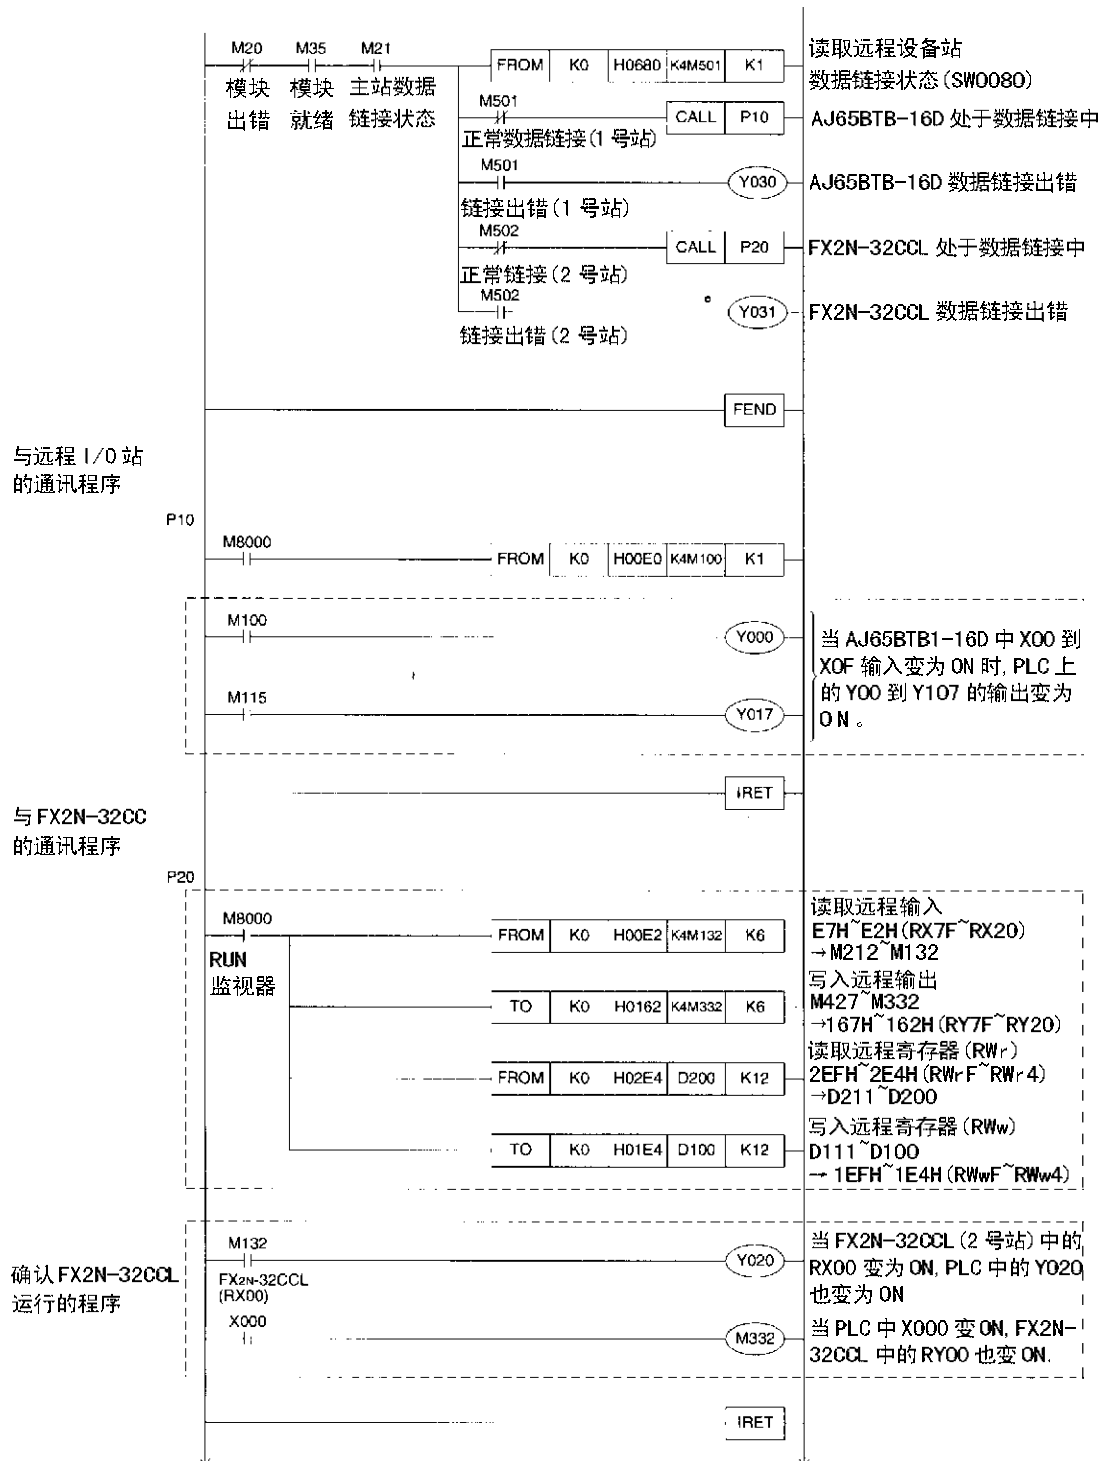 M20 M35 M21
模块 模块 主站数据
出错 就绪 链接状态
FROM K0 H0680 K4M501 K1
读取远程设备站
数据链接状态(SW0080)
M501
CALL P10
AJ65BTB-16D 处于数据链接中
正常数据链接(1 号站)
M501
Y030
AJ65BTB-16D 数据链接出错
链接出错(1 号站)
M502
CALL P20
FX2N-32CCL 处于数据链接中
正常链接(2 号站)
M502
Y031
FX2N-32CCL 数据链接出错
链接出错(2 号站)
FEND
与远程 I/O 站
的通讯程序
P10
M8000
FROM K0 H00E0 K4M100 K1
M100
Y000
M115
Y017
当 AJ65BTB1-16D 中 X00 到
X0F 输入变为 ON 时, PLC 上
的 Y00 到 Y107 的输出变为
ON。
IRET
与 FX2N-32CC
的通讯程序
P20
M8000
RUN
监视器
FROM K0 H00E2 K4M132 K6
读取远程输入
E7H~E2H(RX7F~RX20)
→M212~M132
TO K0 H0162 K4M332 K6
写入远程输出
M427~M332
→167H~162H(RY7F~RY20)
FROM K0 H02E4 D200 K12
读取远程寄存器(RWr)
2EFH~2E4H(RWrF~RWr4)
→D211~D200
TO K0 H01E4 D100 K12
写入远程寄存器(RWw)
D111~D100
→ 1EFH~1E4H(RWwF~RWw4)
确认 FX2N-32CCL
运行的程序
M132
FX2N-32CCL
(RX00)
Y020
当 FX2N-32CCL(2 号站)中的
RX00 变为 ON, PLC 中的 Y020
也变为 ON
X000
M332
当 PLC 中 X000 变 ON, FX2N-
32CCL 中的 RY00 也变 ON.
IRET